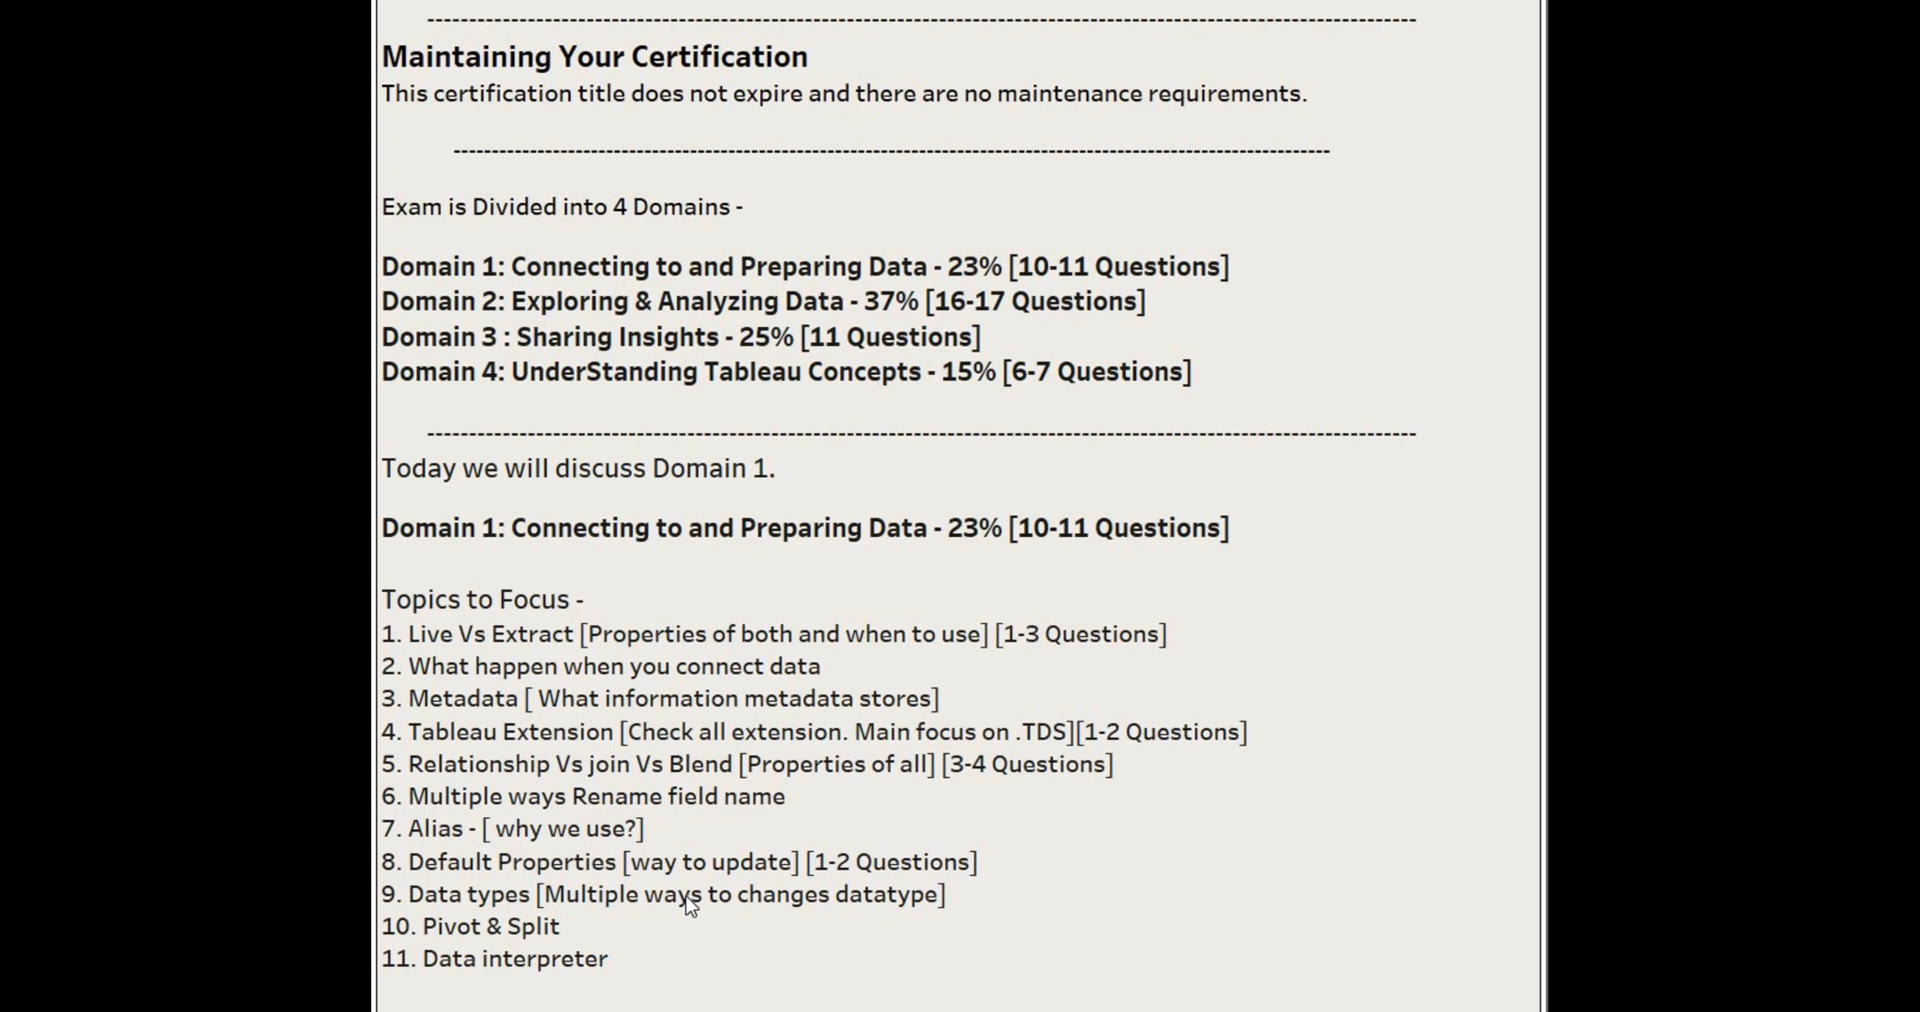 Maintaining Your Certification
This certification title does not expire and there are no maintenance requirements.
Exam is Divided into 4 Domains -
Domain 1: Connecting to and Preparing Data - 23% [10-11 Questions]
Domain 2: Exploring & Analyzing Data - 37% [16-17 Questions]
Domain 3 : Sharing Insights - 25% [11 Questions]
Domain 4: UnderStanding Tableau Concepts - 15% [6-7 Questions]
Today we will discuss Domain 1.
Domain 1: Connecting to and Preparing Data - 23% [10-11 Questions]
Topics to Focus -
1. Live Vs Extract [Properties of both and when to use] [1-3 Questions]
2. What happen when you connect data
3. Metadata [ What information metadata stores]
4. Tableau Extension [Check all extension. Main focus on .TDS][1-2 Questions]
5. Relationship Vs join Vs Blend [Properties of all] [3-4 Questions]
6. Multiple ways Rename field name
7. Alias - [ why we use?]
8. Default Properties [way to update] [1-2 Questions]
9. Data types [Multiple ways to changes datatype]
10. Pivot & Split
11. Data interpreter